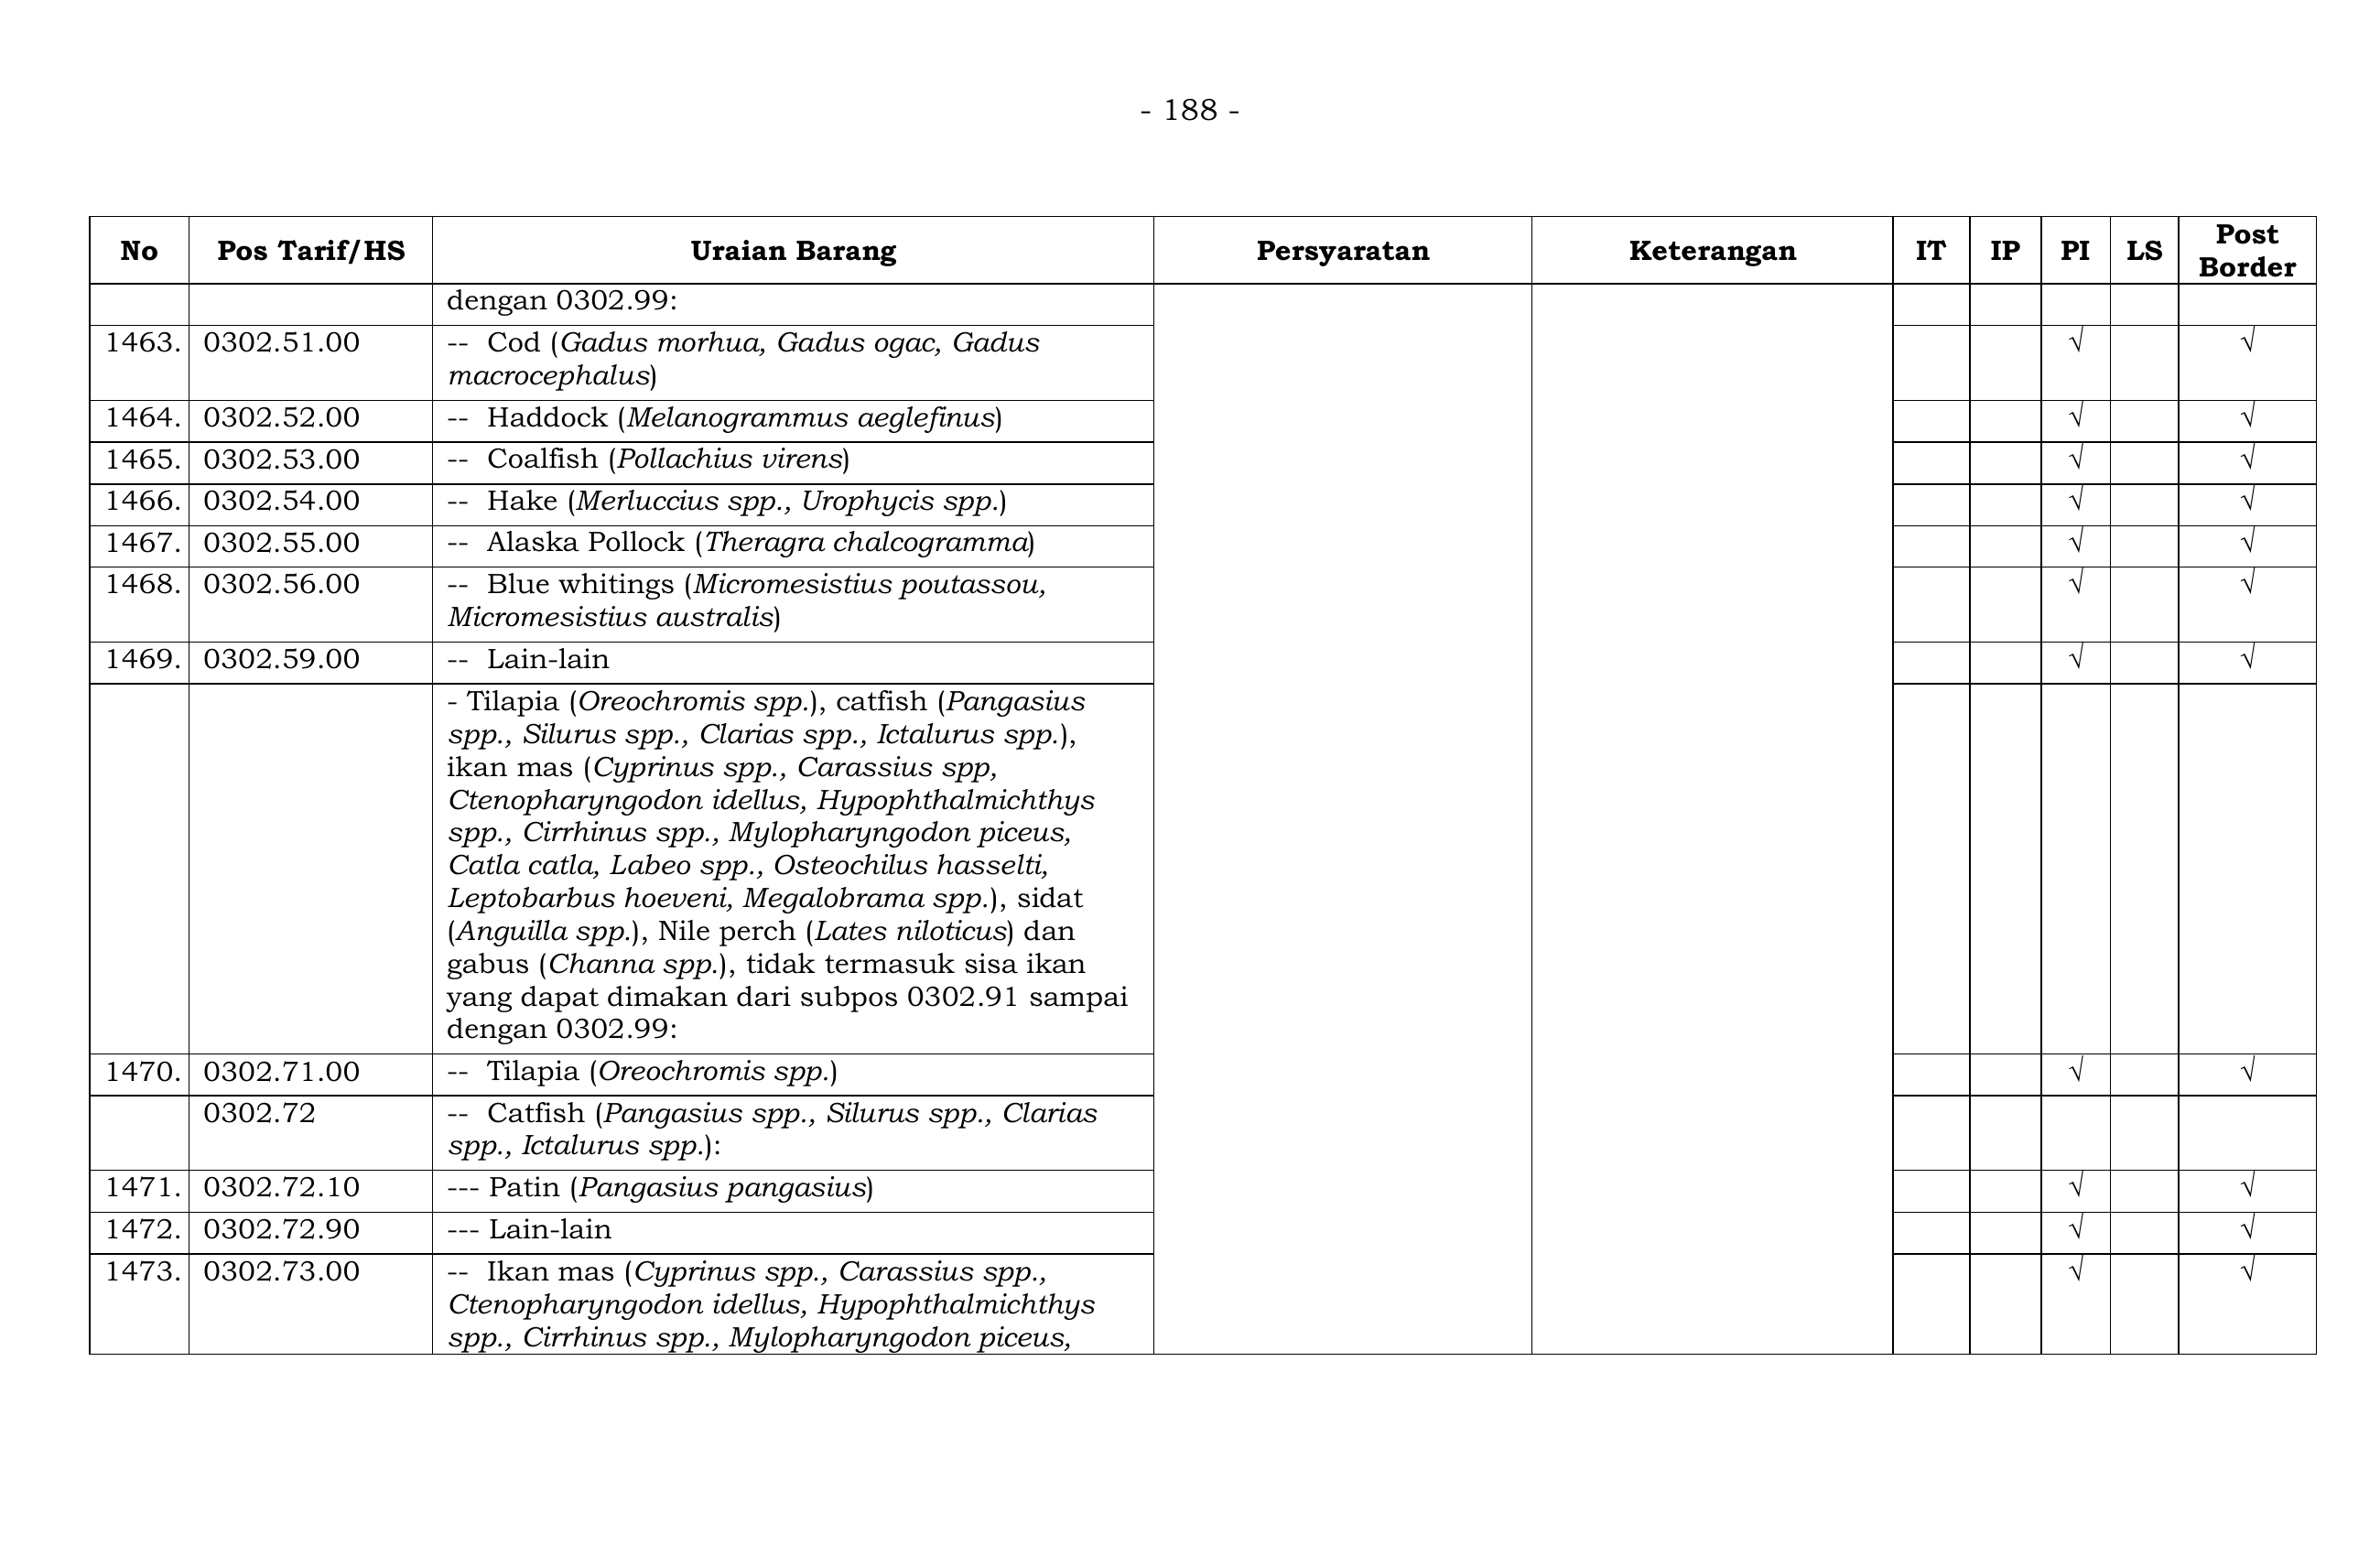 - 188 -
No Pos Tarif/HS Uraian Barang Persyaratan Keterangan IT IP PI LS Post Border
dengan 0302.99:
1463. 0302.51.00 -- Cod (Gadus morhua, Gadus ogac, Gadus √ √
macrocephalus)
1464. 0302.52.00 -- Haddock (Melanogrammus aeglefinus) √ √
1465. 0302.53.00 -- Coalfish (Pollachius virens) √ √
1466. 0302.54.00 -- Hake (Merluccius spp., Urophycis spp.) √ √
1467. 0302.55.00 -- Alaska Pollock (Theragra chalcogramma) √ √
1468. 0302.56.00 -- Blue whitings (Micromesistius poutassou, √ √
Micromesistius australis)
1469. 0302.59.00 -- Lain-lain √ √
- Tilapia (Oreochromis spp.), catfish (Pangasius
spp., Silurus spp., Clarias spp., Ictalurus spp.),
ikan mas (Cyprinus spp., Carassius spp,
Ctenopharyngodon idellus, Hypophthalmichthys
spp., Cirrhinus spp., Mylopharyngodon piceus,
Catla catla, Labeo spp., Osteochilus hasselti,
Leptobarbus hoeveni, Megalobrama spp.), sidat
(Anguilla spp.), Nile perch (Lates niloticus) dan
gabus (Channa spp.), tidak termasuk sisa ikan
yang dapat dimakan dari subpos 0302.91 sampai
dengan 0302.99:
1470. 0302.71.00 -- Tilapia (Oreochromis spp.) √ √
0302.72 -- Catfish (Pangasius spp., Silurus spp., Clarias
spp., Ictalurus spp.):
1471. 0302.72.10 --- Patin (Pangasius pangasius) √ √
1472. 0302.72.90 --- Lain-lain √ √
1473. 0302.73.00 -- Ikan mas (Cyprinus spp., Carassius spp., √ √
Ctenopharyngodon idellus, Hypophthalmichthys
spp., Cirrhinus spp., Mylopharyngodon piceus,